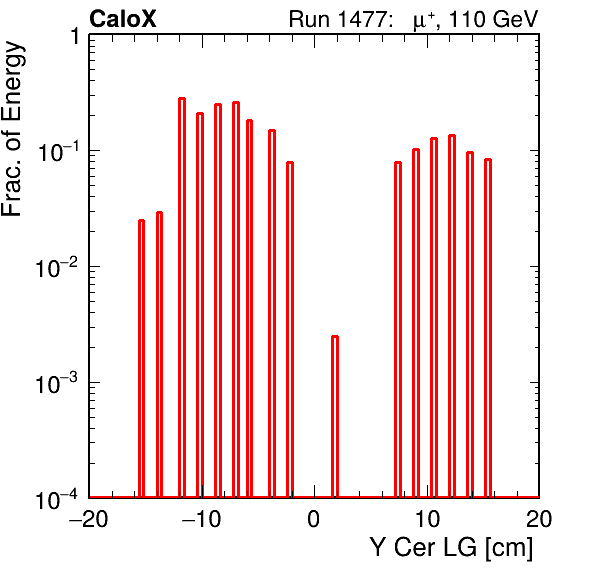 CaloX Run 1477: μ⁺, 110 GeV
Frac. of Energy
1
10⁻¹
10⁻²
10⁻³
10⁻⁴
−20 −10 0 10 20
Y Cer LG [cm]